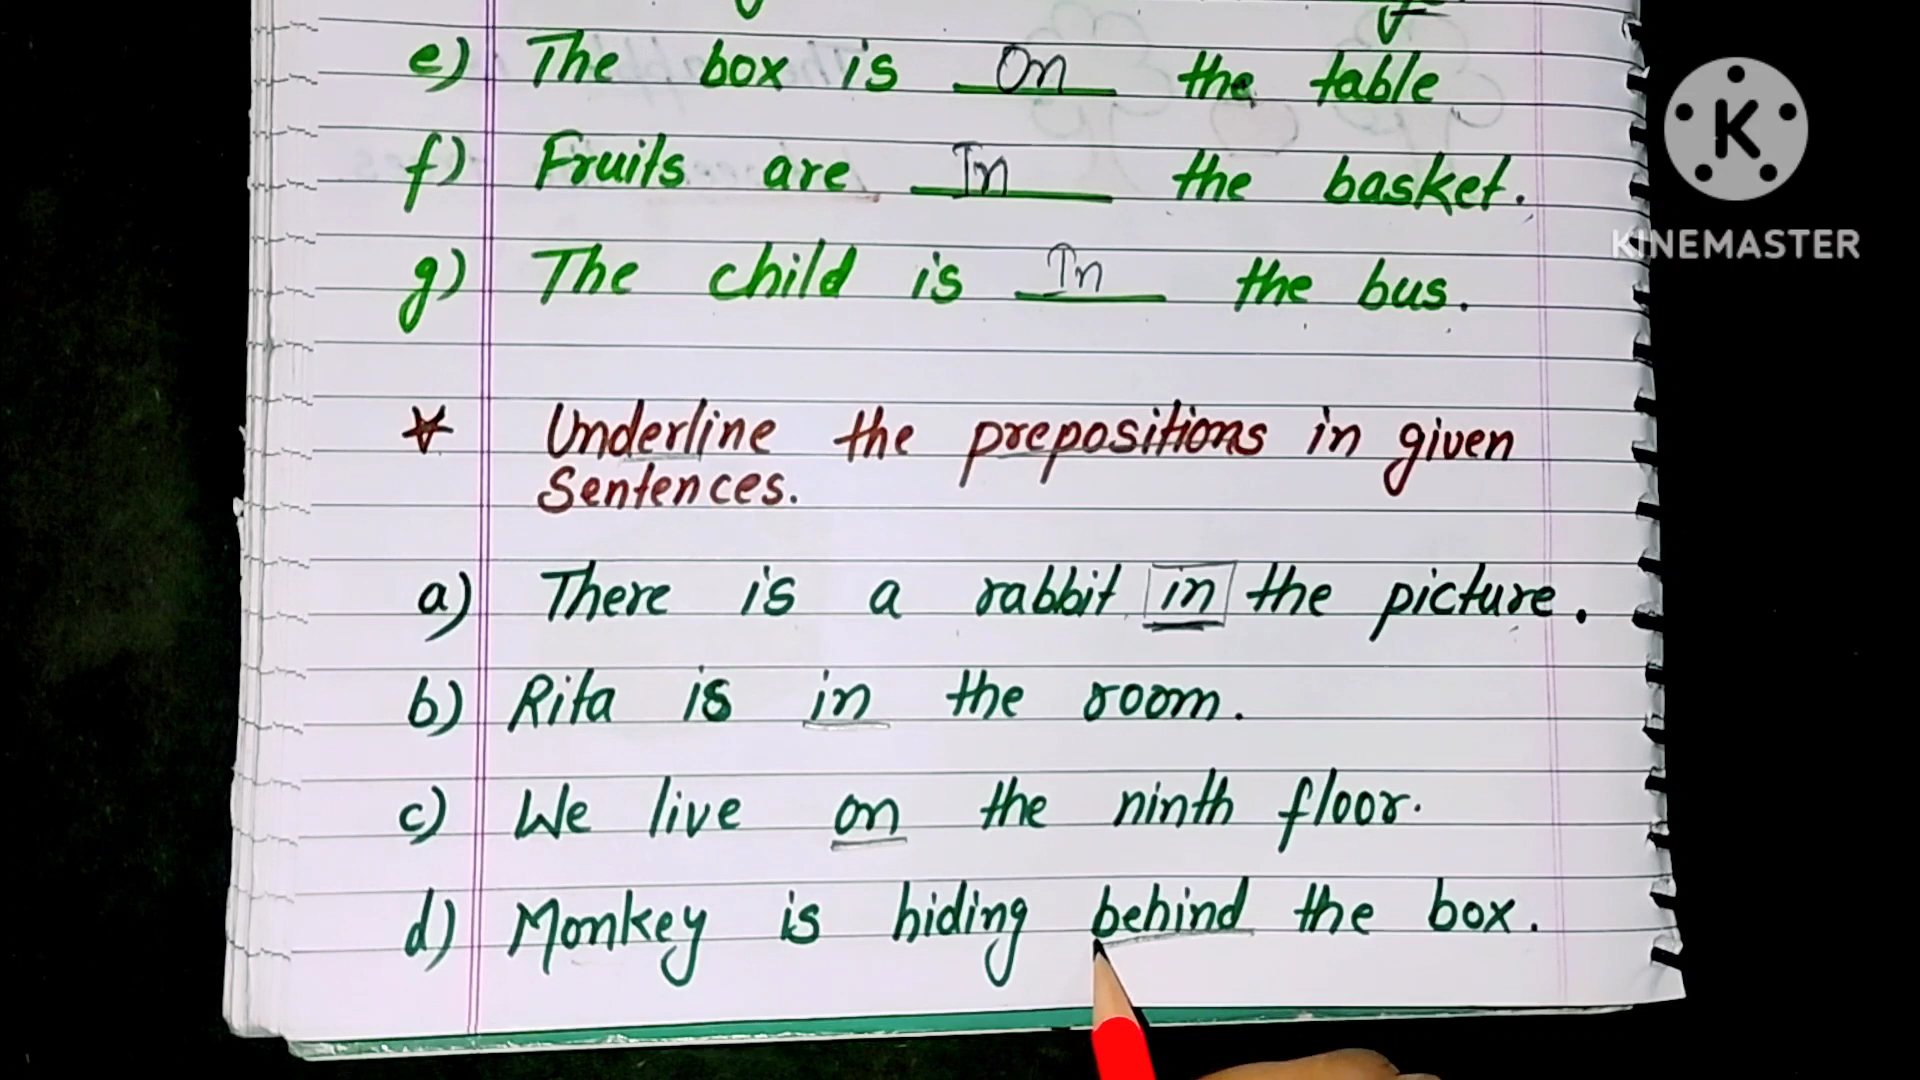 e) The box is On the table
f) Fruits are In the basket.
g) The child is In the bus.
* Underline the prepositions in given
Sentences.
a) There is a rabbit in the picture.
b) Rita is in the room.
c) We live on the ninth floor.
d) Monkey is hiding behind the box.
K
KINEMASTER